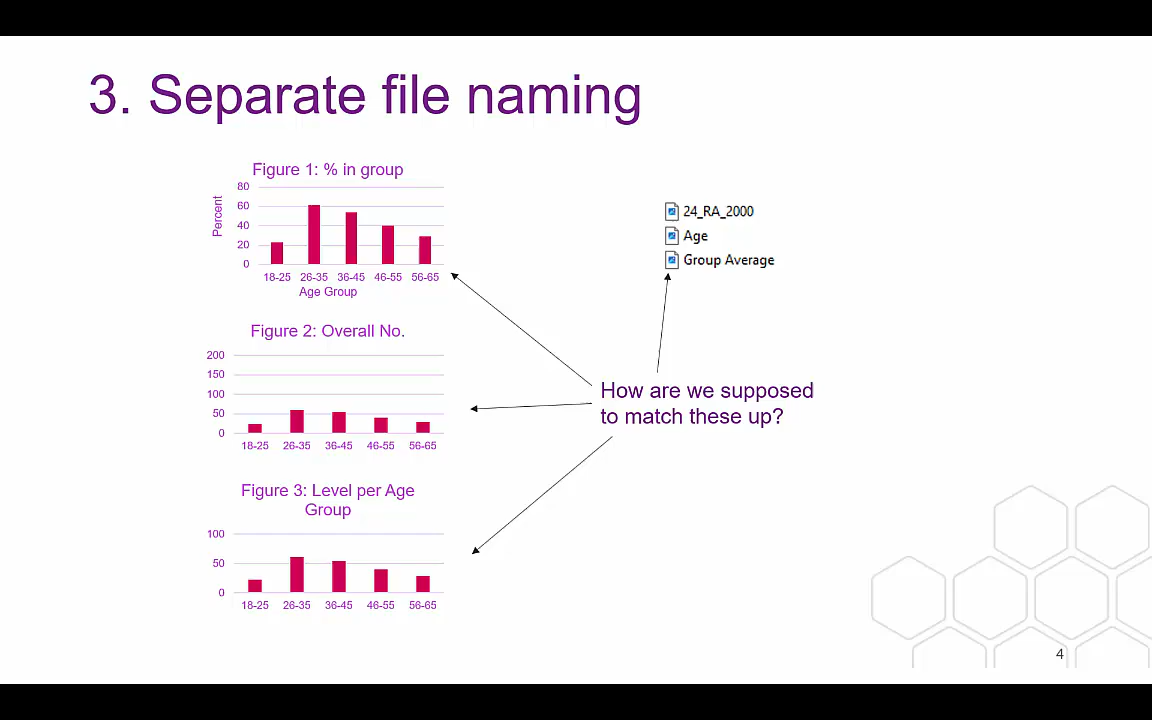 3. Separate file naming
Figure 1: % in group
Percent
80
60
40
20
0
18-25 26-35 36-45 46-55 56-65
Age Group
Figure 2: Overall No.
200
150
100
50
0
18-25 26-35 36-45 46-55 56-65
Figure 3: Level per Age
Group
100
50
0
18-25 26-35 36-45 46-55 56-65
24_RA_2000
Age
Group Average
How are we supposed
to match these up?
4